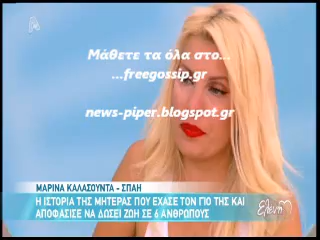 Μάθετε τα όλα στο...
...freegossip.gr
news-piper.blogspot.gr
ΜΑΡΙΝΑ ΚΑΛΑΣΟΥΝΤΑ - ΣΠΑΗ
Η ΙΣΤΟΡΙΑ ΤΗΣ ΜΗΤΕΡΑΣ ΠΟΥ ΕΧΑΣΕ ΤΟΝ ΓΙΟ ΤΗΣ ΚΑΙ
ΑΠΟΦΑΣΙΣΕ ΝΑ ΔΩΣΕΙ ΖΩΗ ΣΕ 6 ΑΝΘΡΩΠΟΥΣ
Ελένη